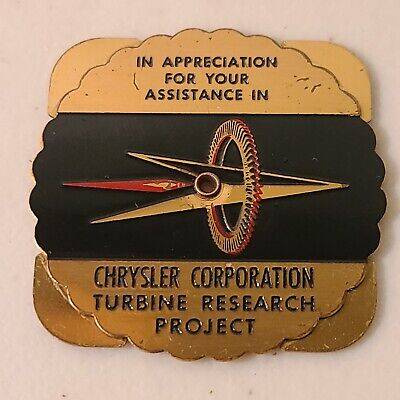 IN APPRECIATION
FOR YOUR
ASSISTANCE IN
CHRYSLER CORPORATION
TURBINE RESEARCH
PROJECT